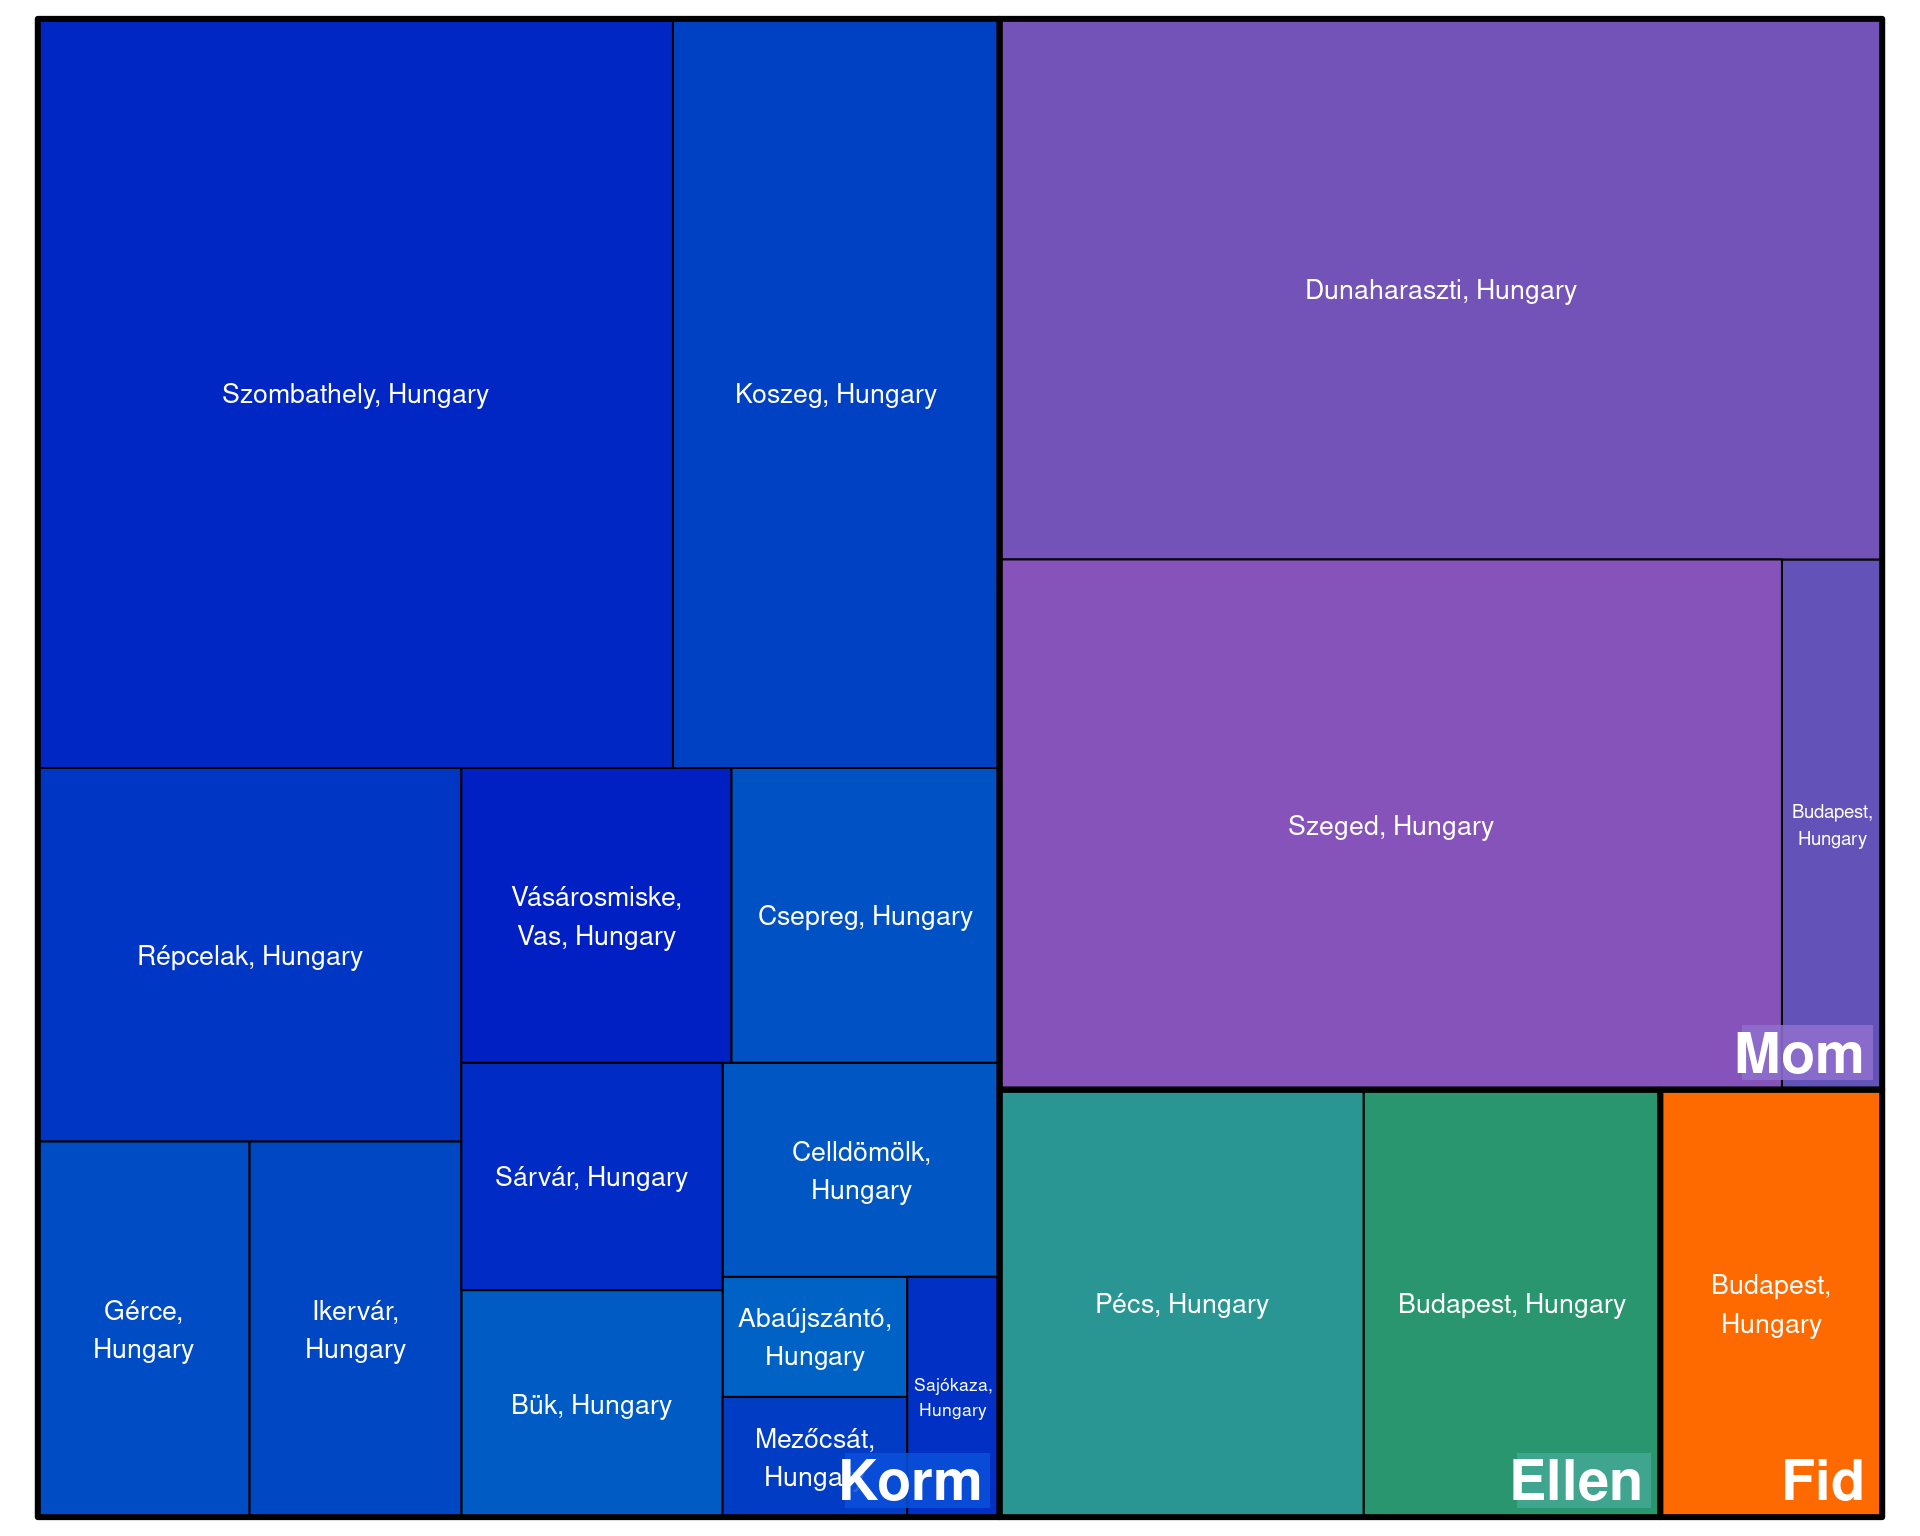 Szombathely, Hungary
Koszeg, Hungary
Répcelak, Hungary
Vásárosmiske,
Vas, Hungary
Csepreg, Hungary
Sárvár, Hungary
Celldömölk,
Hungary
Gérce,
Hungary
Ikervár,
Hungary
Bük, Hungary
Abaújszántó,
Hungary
Mezőcsát,
Hunga
Sajókaza,
Hungary
Korm
Dunaharaszti, Hungary
Szeged, Hungary
Budapest,
Hungary
Mom
Pécs, Hungary
Budapest, Hungary
Ellen
Budapest,
Hungary
Fid